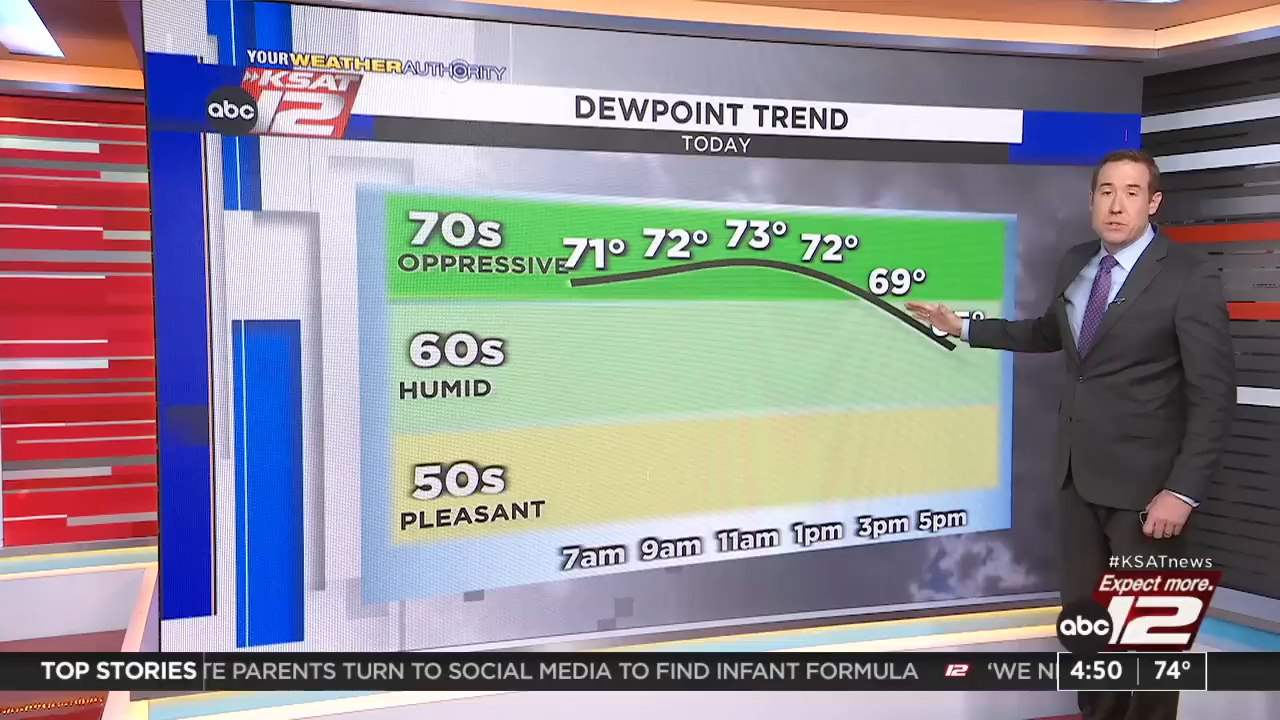 YOUR WEATHER AUTHORITY
KSAT
abc 12
DEWPOINT TREND
TODAY
70s
OPPRESSIVE
71° 72° 73° 72° 69°
60s
HUMID
50s
PLEASANT
7am 9am 11am 1pm 3pm 5pm
#KSATnews
Expect more.
abc 12
TOP STORIES TE PARENTS TURN TO SOCIAL MEDIA TO FIND INFANT FORMULA 12 ‘WE N 4:50 74°